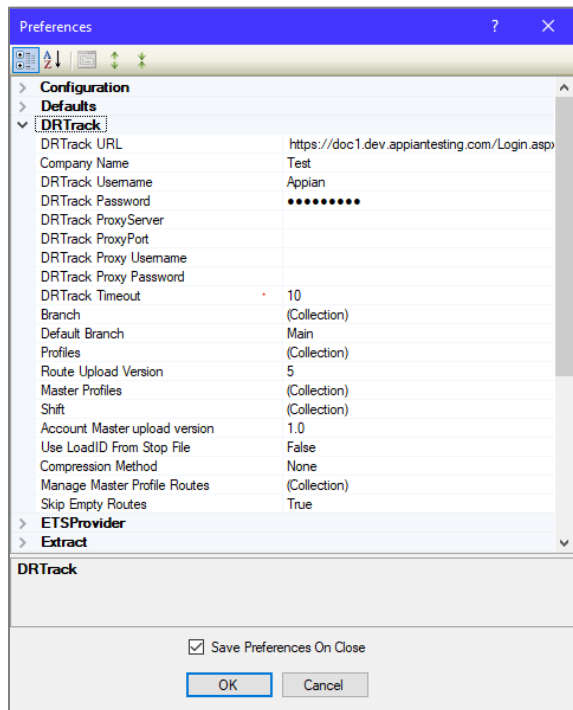 Preferences
Configuration
Defaults
DRTrack
DRTrack URL https://doc1.dev.appiantesting.com/Login.aspx
Company Name Test
DRTrack Username Appian
DRTrack Password ●●●●●●●●●
DRTrack ProxyServer
DRTrack ProxyPort
DRTrack Proxy Username
DRTrack Proxy Password
DRTrack Timeout 10
Branch (Collection)
Default Branch Main
Profiles (Collection)
Route Upload Version 5
Master Profiles (Collection)
Shift (Collection)
Account Master upload version 1.0
Use LoadID From Stop File False
Compression Method None
Manage Master Profile Routes (Collection)
Skip Empty Routes True
ETSProvider
Extract
DRTrack
Save Preferences On Close
OK Cancel